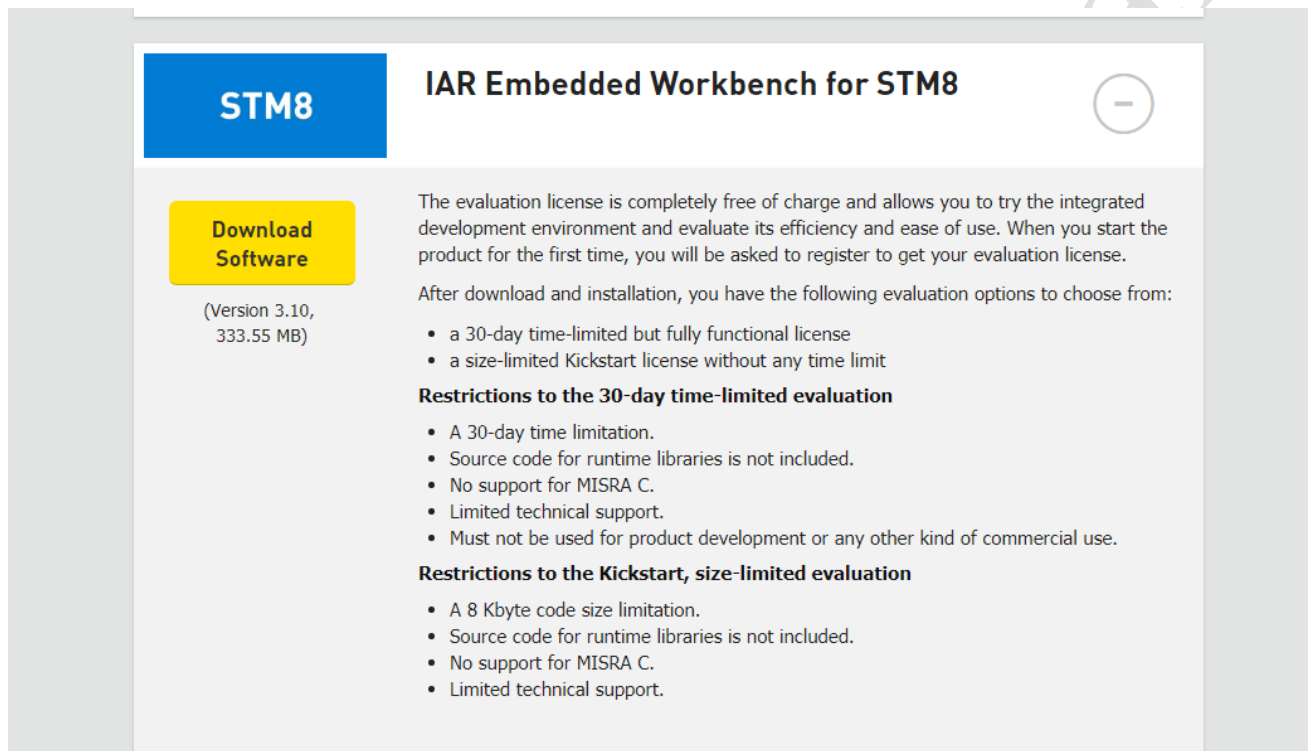 STM8
IAR Embedded Workbench for STM8
Download
Software
(Version 3.10,
333.55 MB)
The evaluation license is completely free of charge and allows you to try the integrated
development environment and evaluate its efficiency and ease of use. When you start the
product for the first time, you will be asked to register to get your evaluation license.
After download and installation, you have the following evaluation options to choose from:
• a 30-day time-limited but fully functional license
• a size-limited Kickstart license without any time limit
Restrictions to the 30-day time-limited evaluation
• A 30-day time limitation.
• Source code for runtime libraries is not included.
• No support for MISRA C.
• Limited technical support.
• Must not be used for product development or any other kind of commercial use.
Restrictions to the Kickstart, size-limited evaluation
• A 8 Kbyte code size limitation.
• Source code for runtime libraries is not included.
• No support for MISRA C.
• Limited technical support.